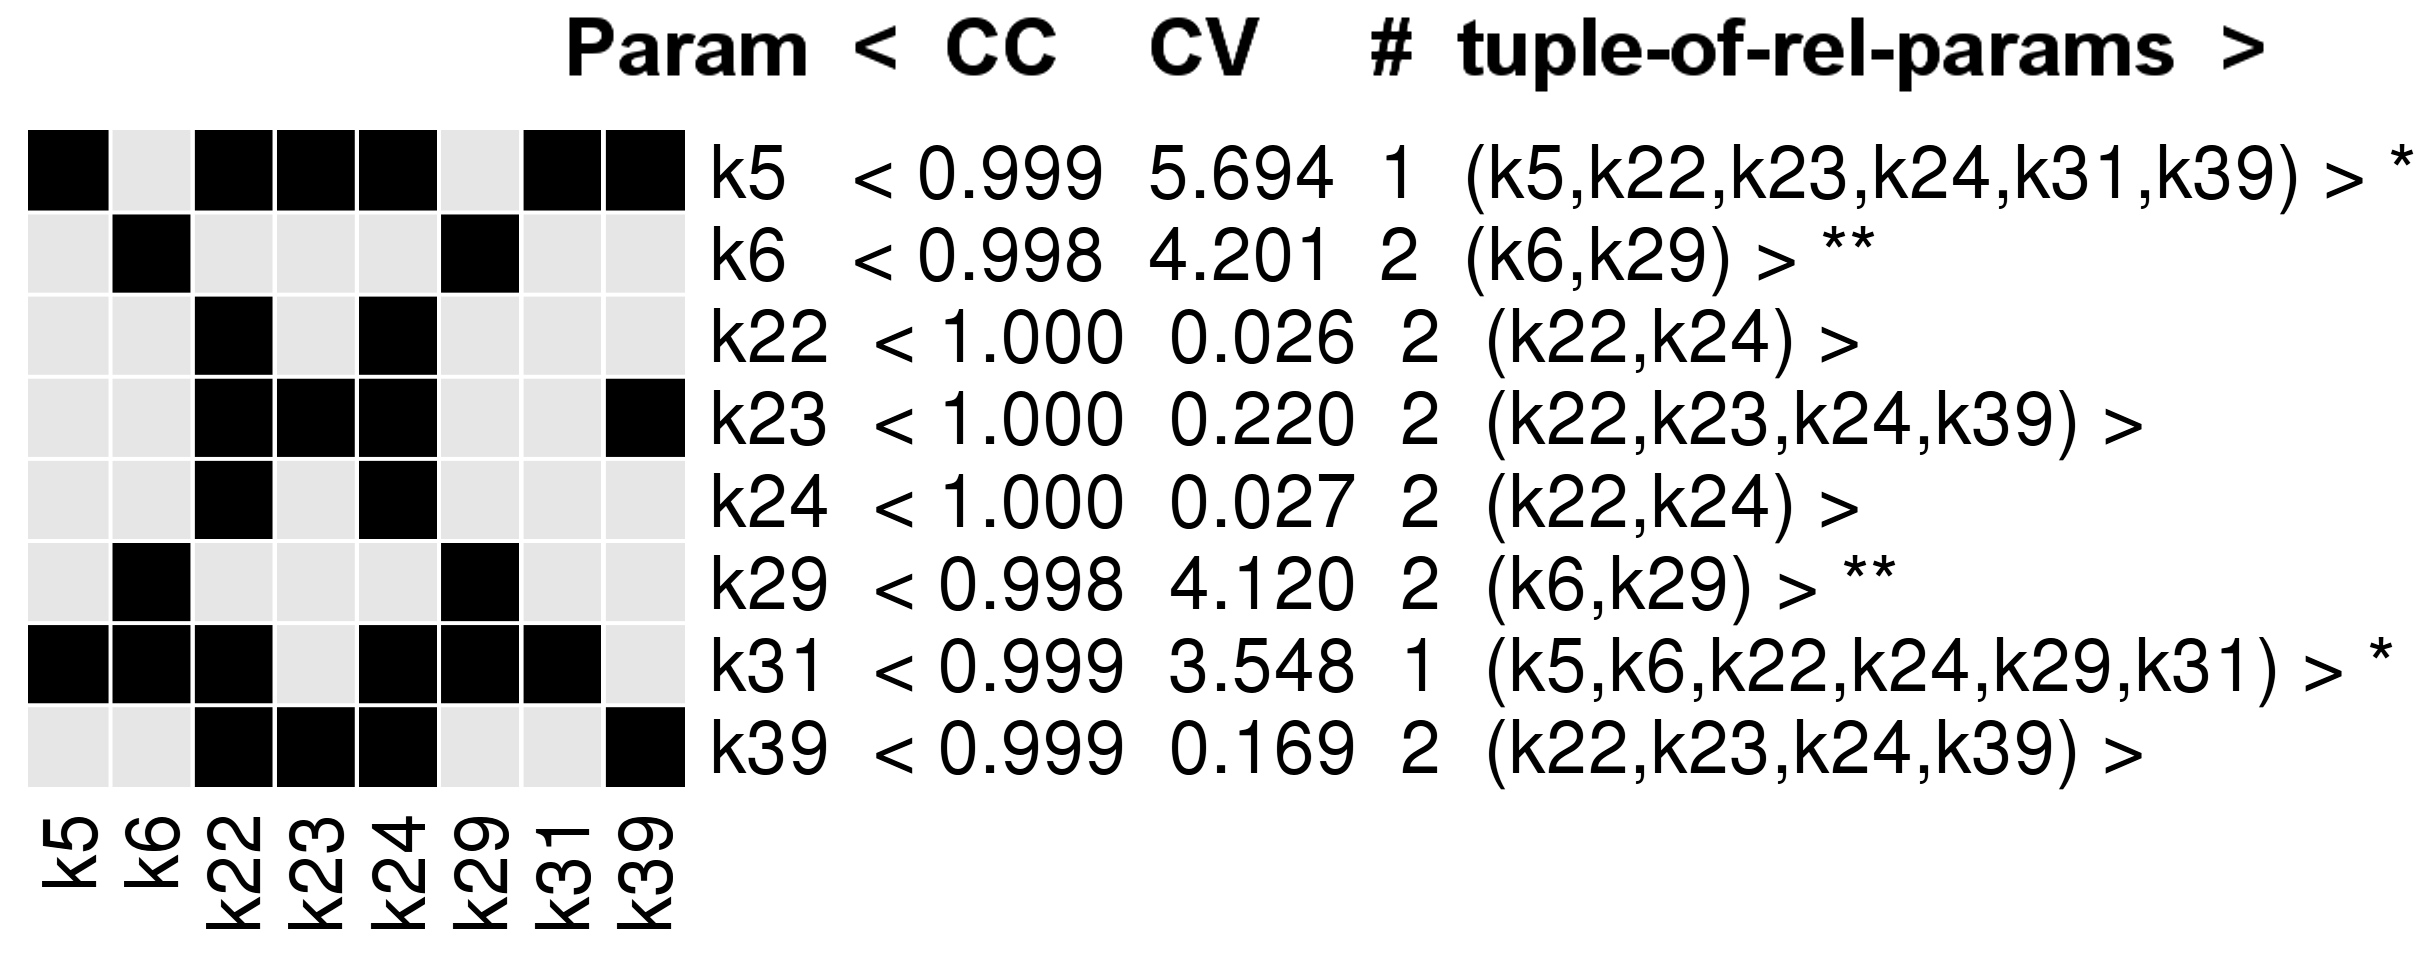 Param < CC CV # tuple-of-rel-params >
k5 < 0.999 5.694 1 (k5,k22,k23,k24,k31,k39) > *
k6 < 0.998 4.201 2 (k6,k29) > **
k22 < 1.000 0.026 2 (k22,k24) >
k23 < 1.000 0.220 2 (k22,k23,k24,k39) >
k24 < 1.000 0.027 2 (k22,k24) >
k29 < 0.998 4.120 2 (k6,k29) > **
k31 < 0.999 3.548 1 (k5,k6,k22,k24,k29,k31) > *
k39 < 0.999 0.169 2 (k22,k23,k24,k39) >
k5 k6 k22 k23 k24 k29 k31 k39